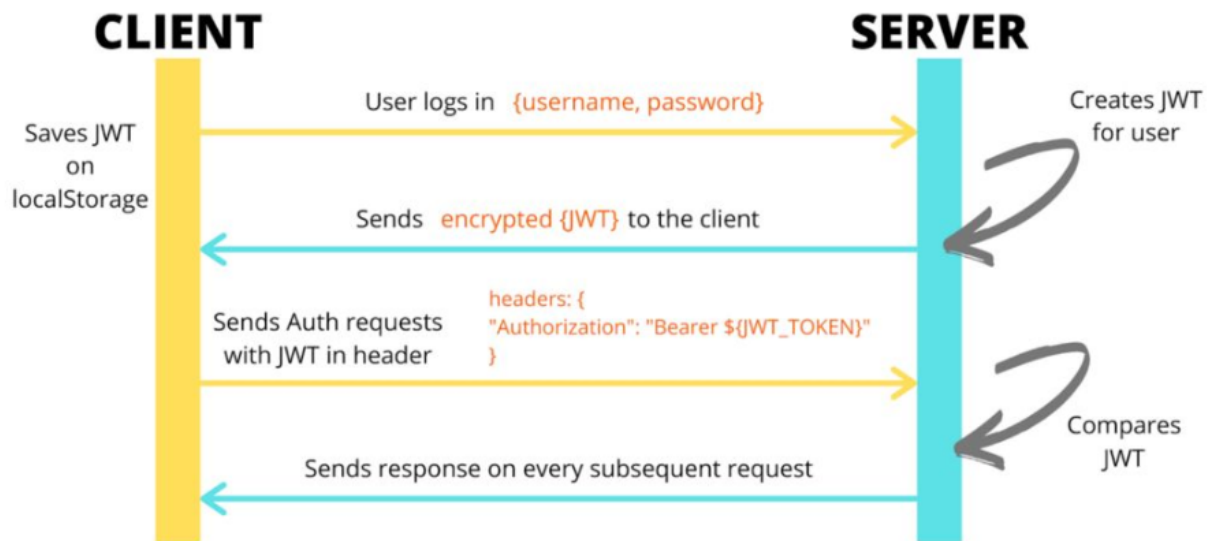 CLIENT
SERVER
User logs in {username, password}
Creates JWT
for user
Saves JWT
on
localStorage
Sends encrypted {JWT} to the client
Sends Auth requests
with JWT in header
headers: {
"Authorization": "Bearer ${JWT_TOKEN}"
}
Compares
JWT
Sends response on every subsequent request